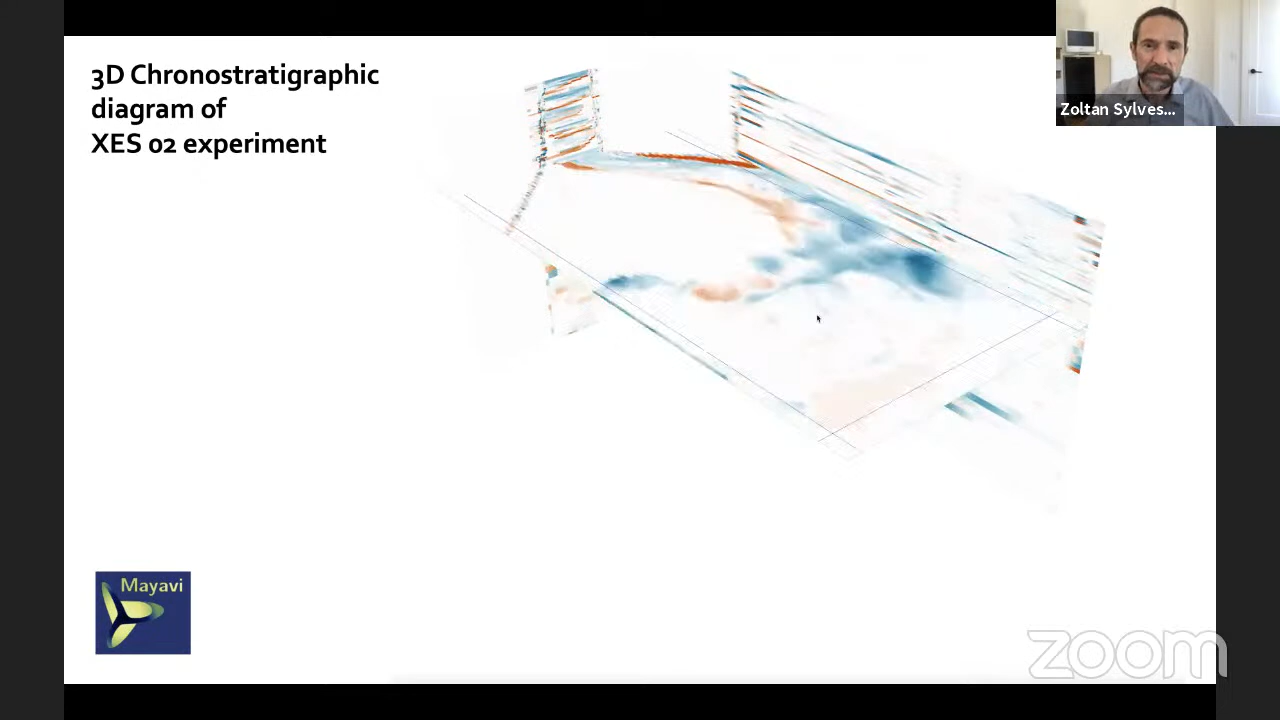 3D Chronostratigraphic
diagram of
XES 02 experiment
Zoltan Sylves...
Mayavi
zoom